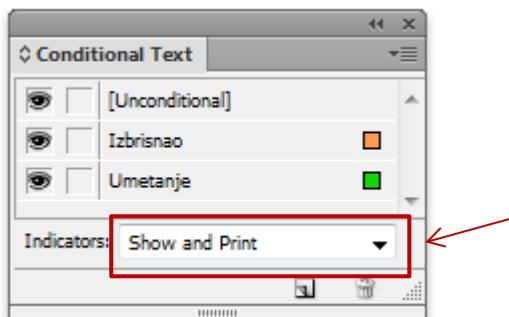 Conditional Text
[Unconditional]
Izbrisnao
Umetanje
Indicators: Show and Print